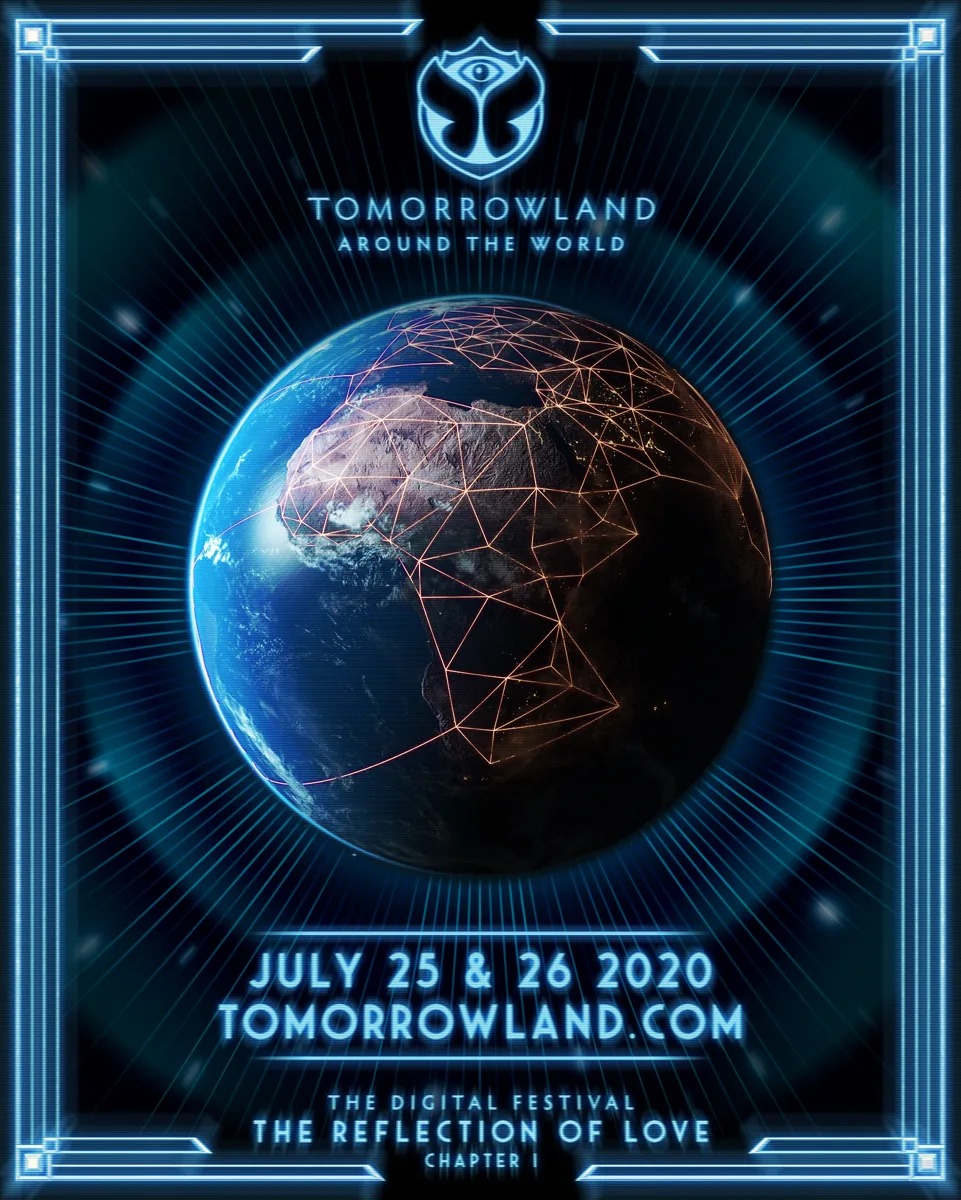 TOMORROWLAND
AROUND THE WORLD
JULY 25 & 26 2020
TOMORROWLAND.COM
THE DIGITAL FESTIVAL
THE REFLECTION OF LOVE
CHAPTER I